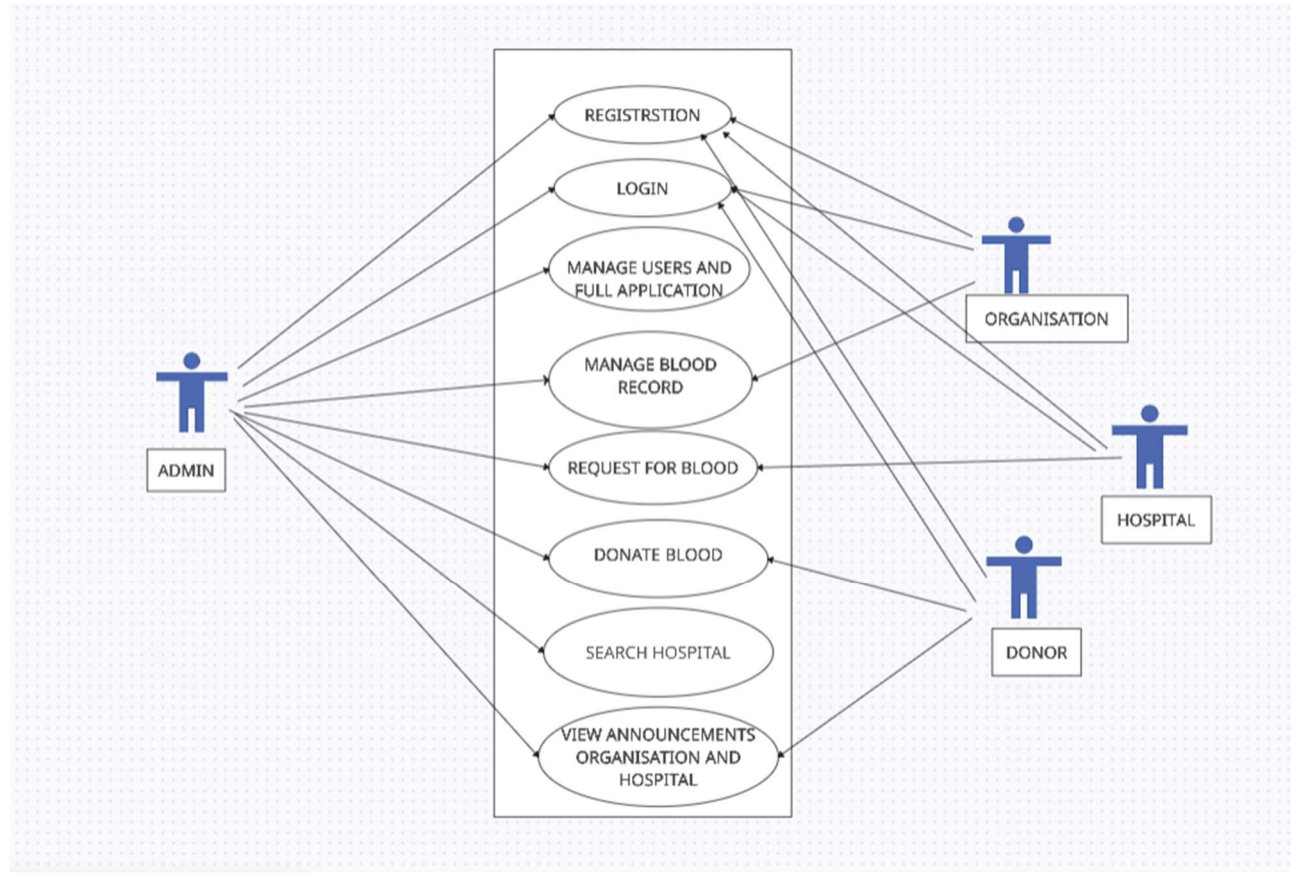 REGISTRSTION
LOGIN
MANAGE USERS AND
FULL APPLICATION
MANAGE BLOOD
RECORD
REQUEST FOR BLOOD
DONATE BLOOD
SEARCH HOSPITAL
VIEW ANNOUNCEMENTS
ORGANISATION AND
HOSPITAL
ADMIN
ORGANISATION
HOSPITAL
DONOR